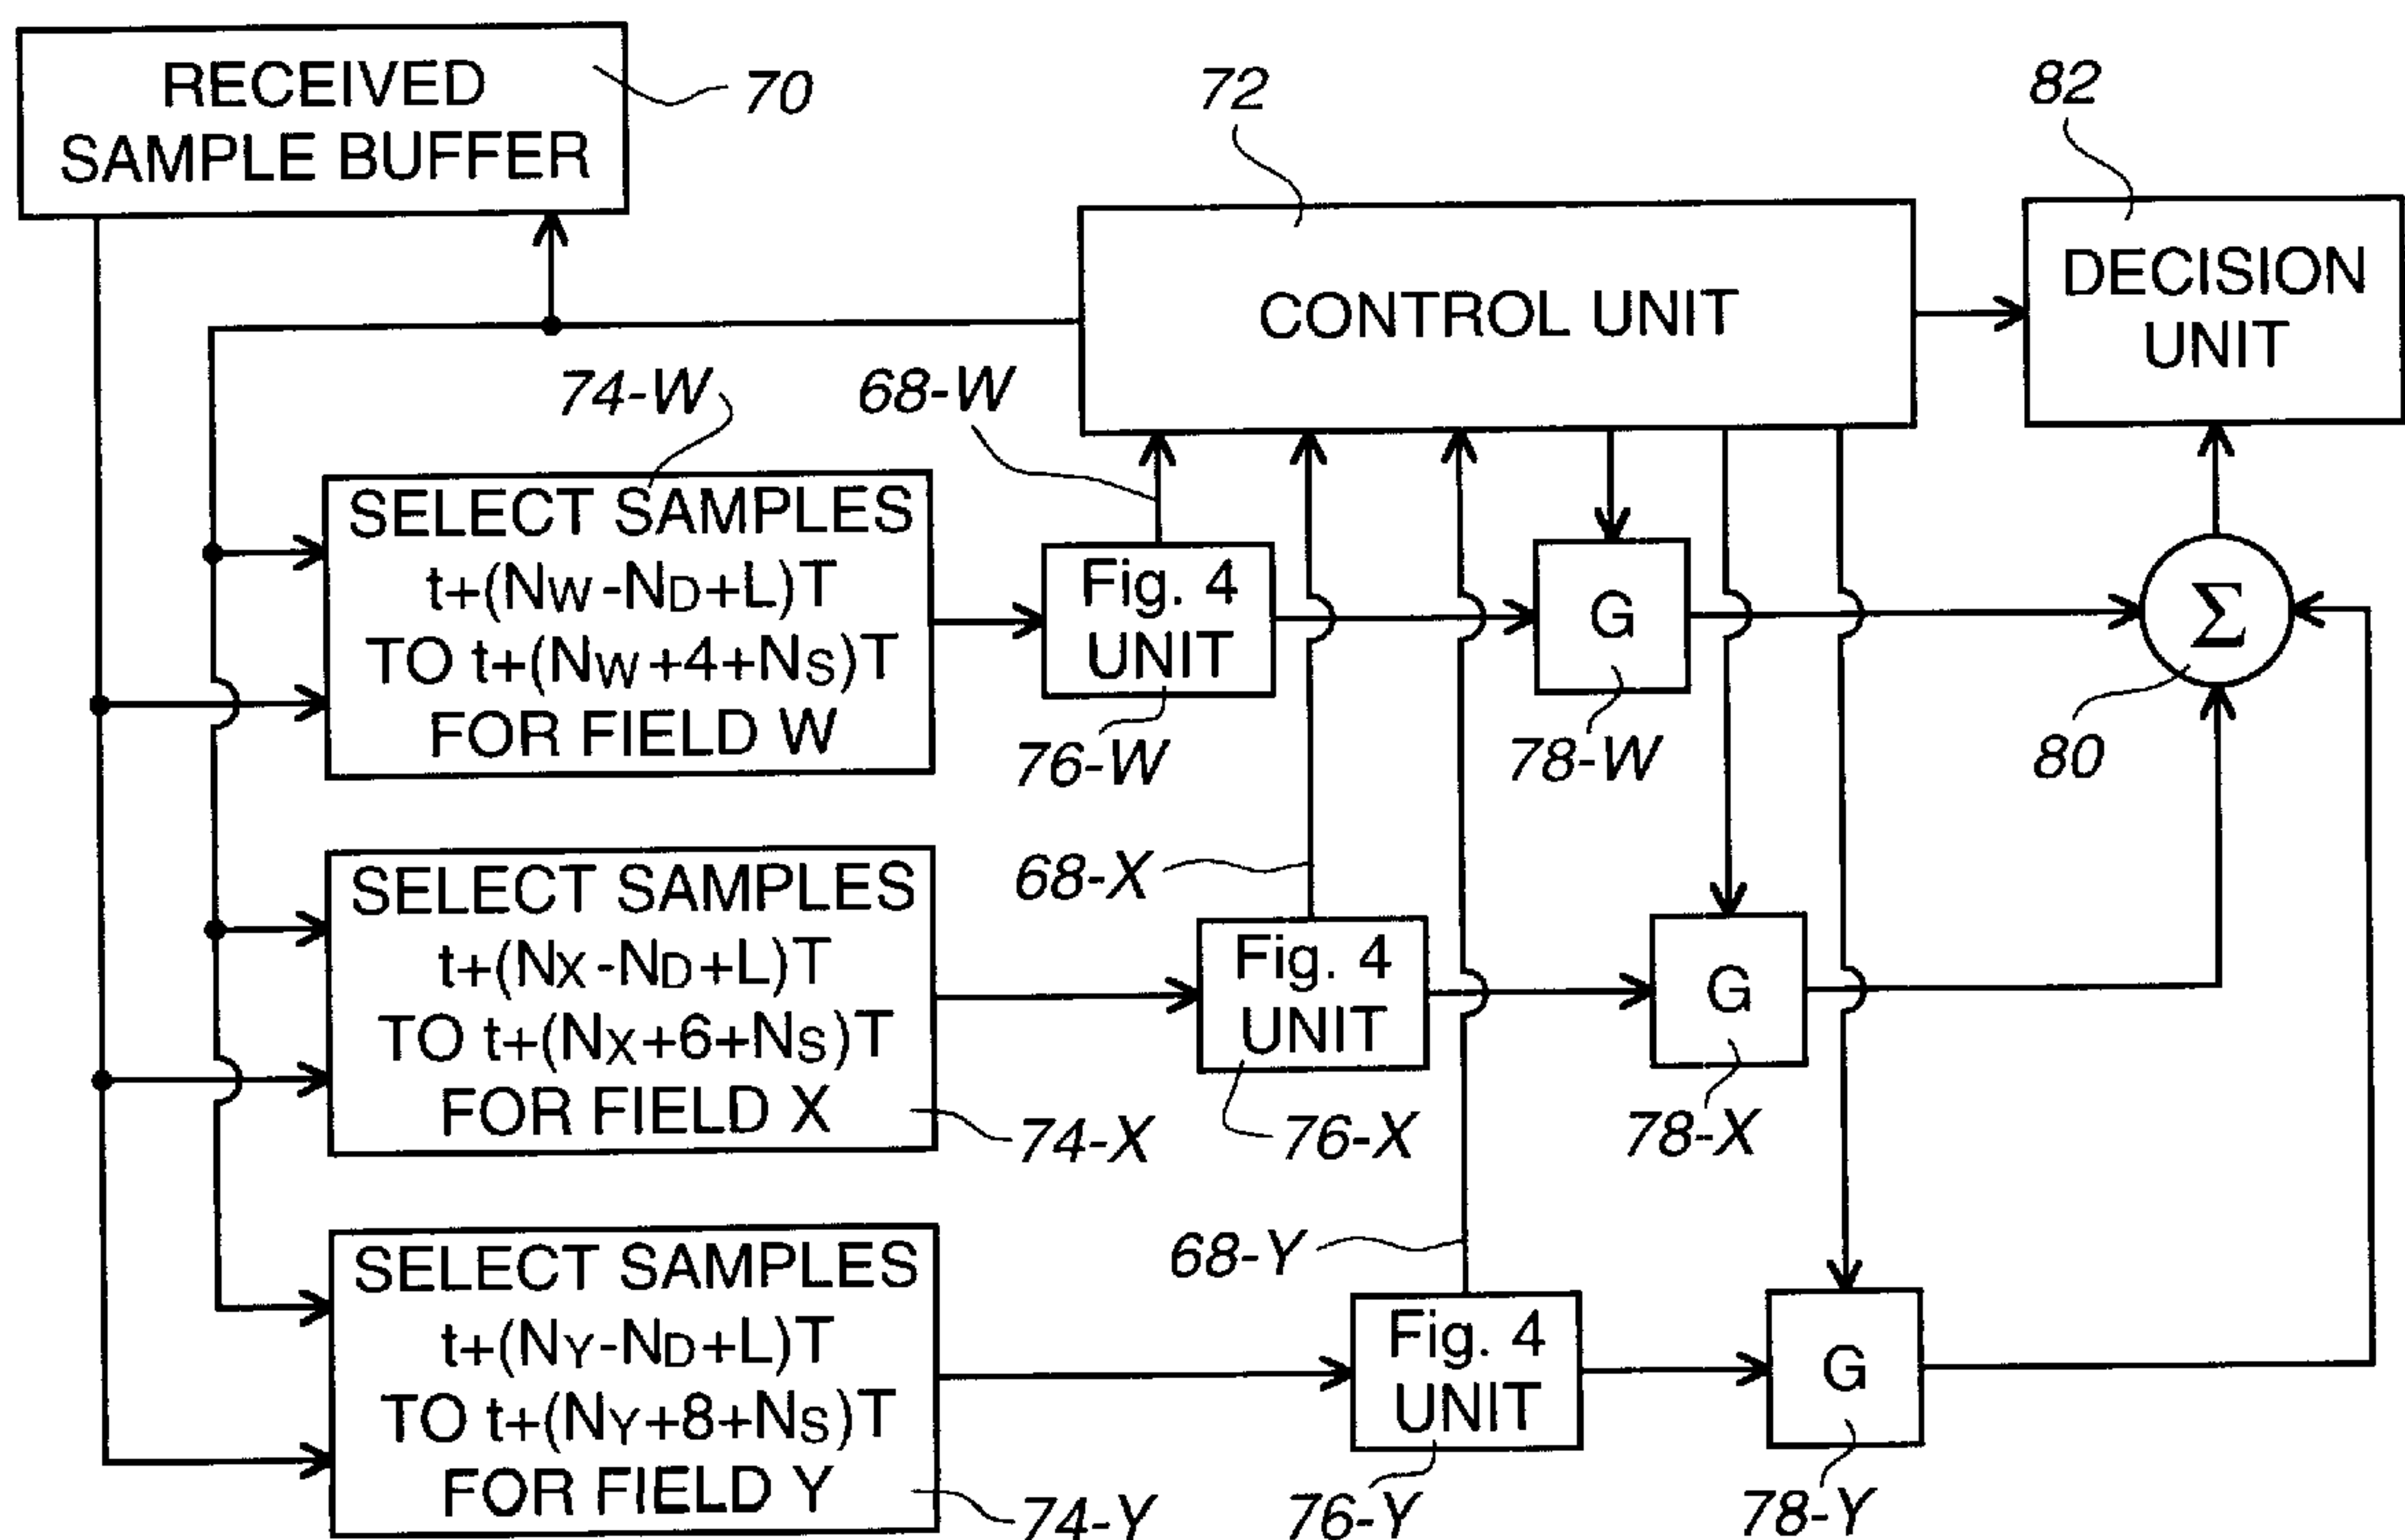 RECEIVED
SAMPLE BUFFER
70
72
82
CONTROL UNIT
DECISION
UNIT
74-W
68-W
SELECT SAMPLES
t+(NW-ND+L)T
TO t+(NW+4+NS)T
FOR FIELD W
Fig. 4
UNIT
G
Σ
76-W
78-W
80
68-X
SELECT SAMPLES
t+(NX-ND+L)T
TO t+(NX+6+NS)T
FOR FIELD X
Fig. 4
UNIT
G
74-X
76-X
78-X
68-Y
SELECT SAMPLES
t+(NY-ND+L)T
TO t+(NY+8+NS)T
FOR FIELD Y
Fig. 4
UNIT
G
74-Y
76-Y
78-Y